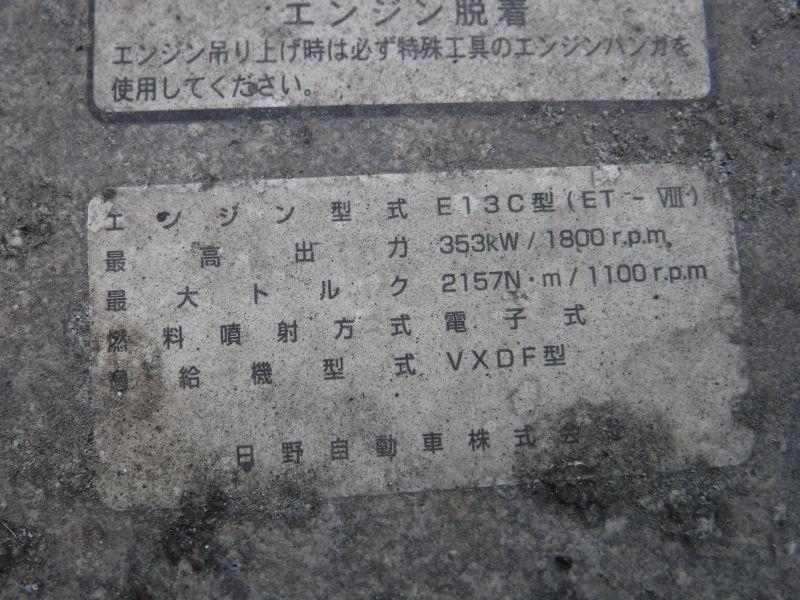 エンジン脱着
エンジン吊り上げ時は必ず特殊工具のエンジンハンガを
使用してください。
エンジン型式 E13C型(ET-Ⅷ)
最高出力 353kW/1800r.p.m.
最大トルク 2157N·m/1100r.p.m
燃料噴射方式 電子式
過給機型式 VXDF型
日野自動車株式会